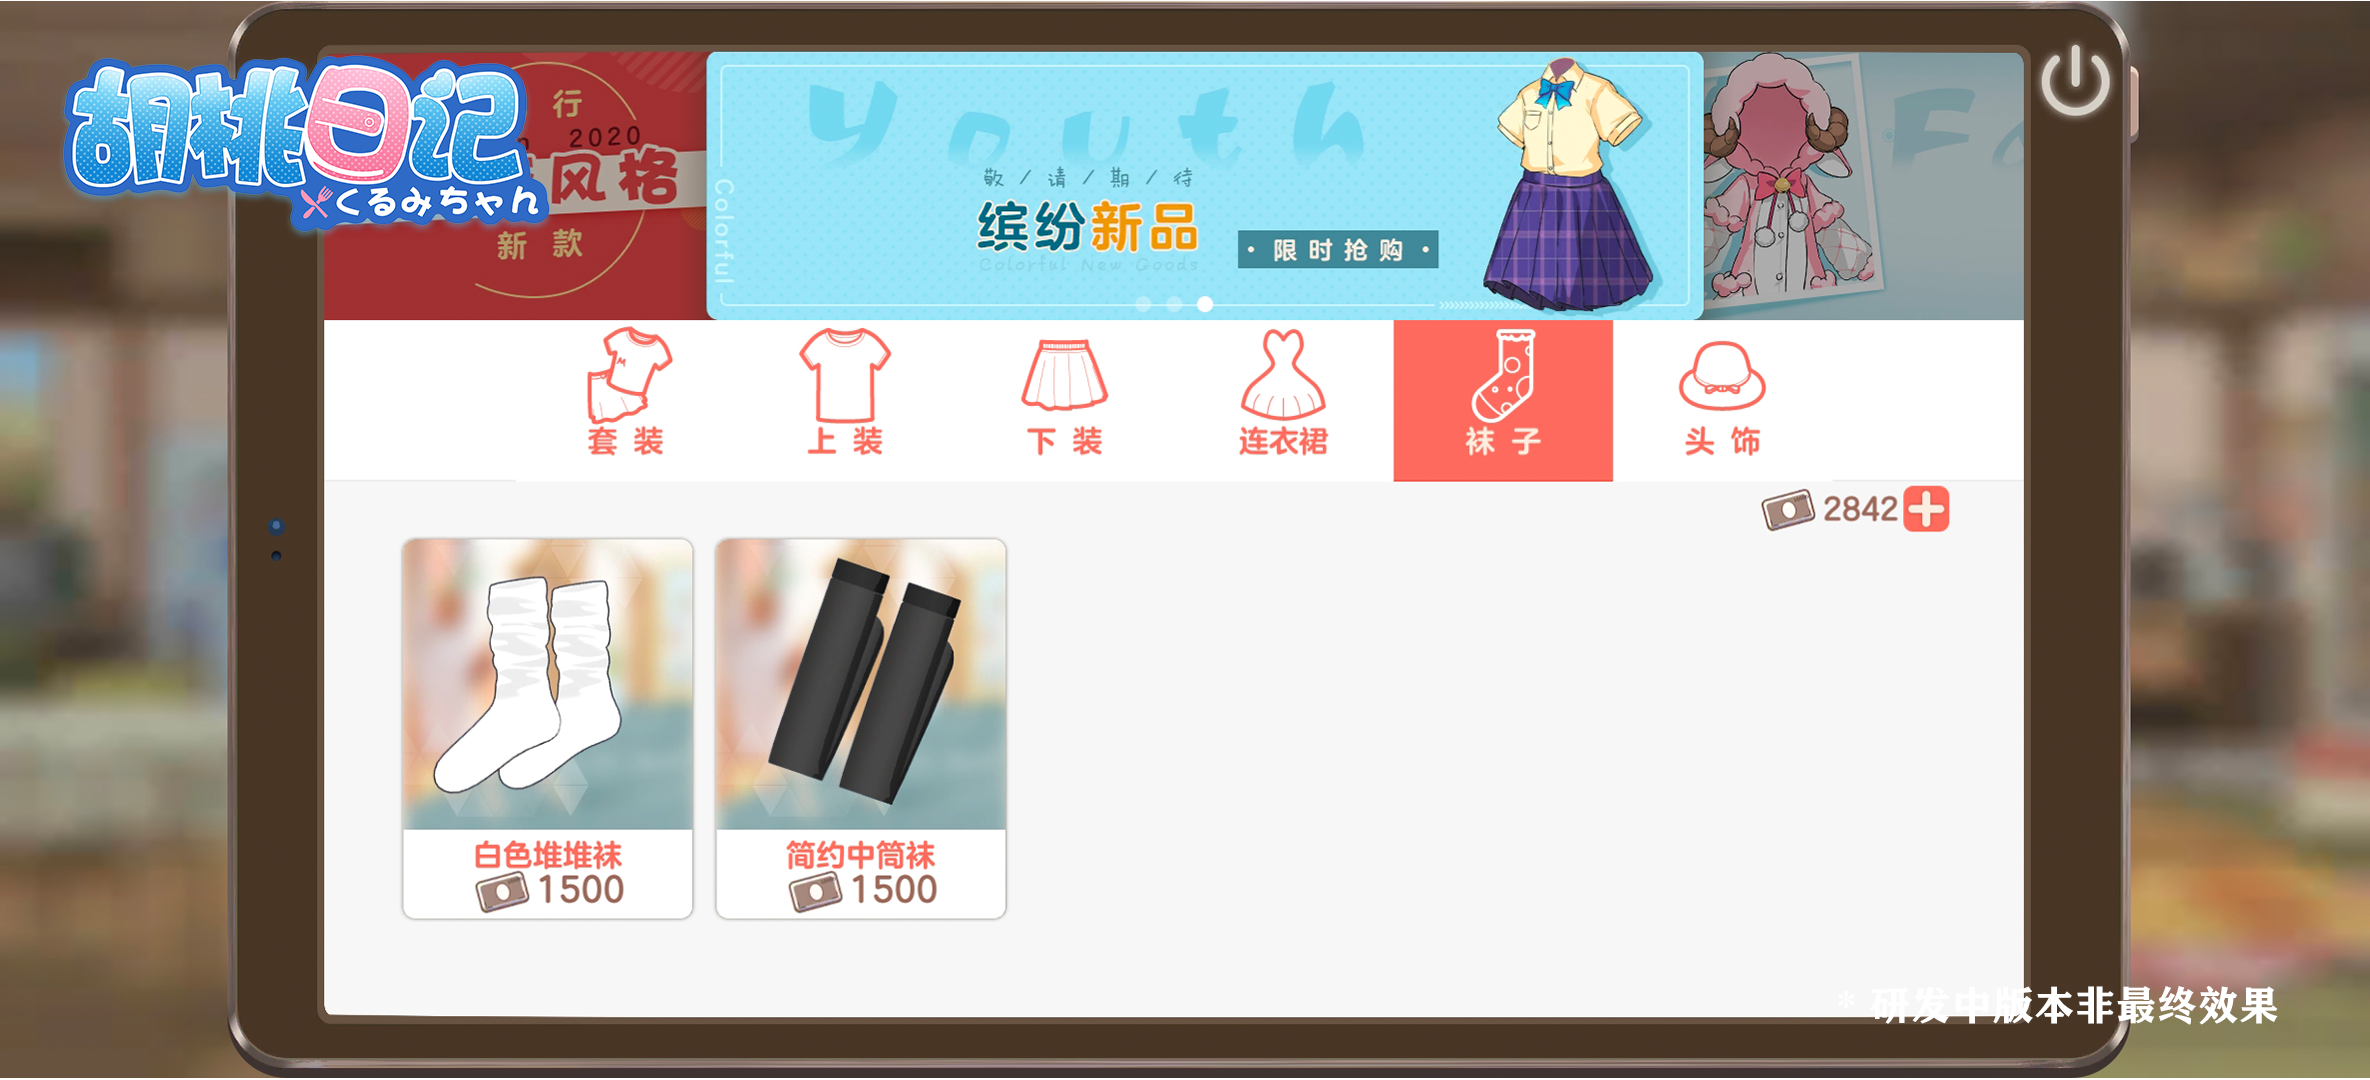 胡桃日记
くるみちゃん
行
2020
风格
新款
Youth
敬/请/期/待
缤纷新品
Colorful New Goods
·限时抢购·
Colorful
套装
上装
下装
连衣裙
袜子
头饰
2842
白色堆堆袜
1500
简约中筒袜
1500
* 研发中版本非最终效果